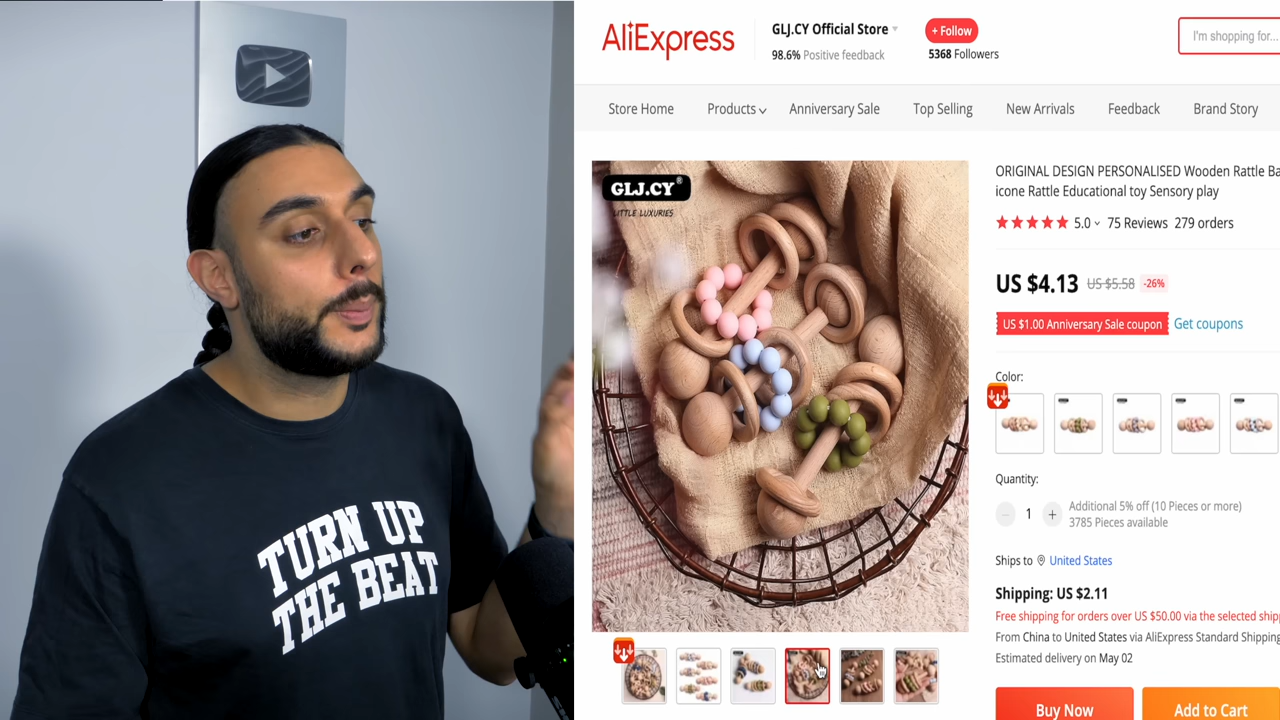 TURN UP
THE BEAT
AliExpress
GLJ.CY Official Store
98.6% Positive feedback
+ Follow
5368 Followers
I'm shopping for...
Store Home
Products
Anniversary Sale
Top Selling
New Arrivals
Feedback
Brand Story
GLJ.CY®
LITTLE LUXURIES
ORIGINAL DESIGN PERSONALISED Wooden Rattle Ba
icone Rattle Educational toy Sensory play
5.0
75 Reviews
279 orders
US $4.13
US $5.58
-26%
US $1.00 Anniversary Sale coupon
Get coupons
Color:
Quantity:
1
Additional 5% off (10 Pieces or more)
3785 Pieces available
Ships to
United States
Shipping: US $2.11
Free shipping for orders over US $50.00 via the selected ship
From China to United States via AliExpress Standard Shipping
Estimated delivery on May 02
Buy Now
Add to Cart